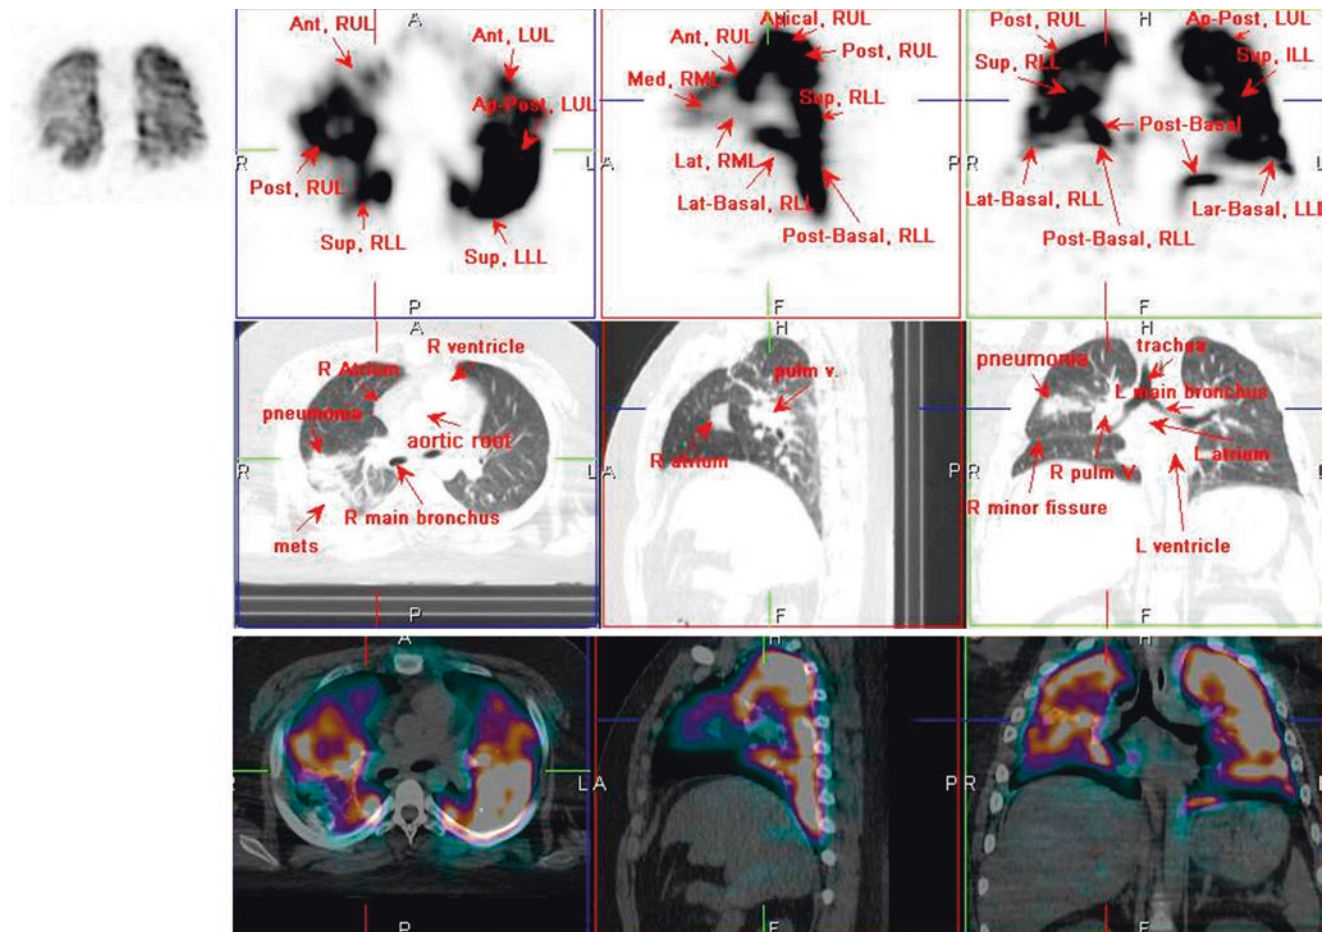 A
Ant, RUL
Ant, LUL
Ap-Post, LUL
R
L
Post, RUL
Sup, RLL
Sup, LLL
P
H
Apical, RUL
Ant, RUL
Post, RUL
Med, RML
Sup, RLL
A
P
Lat, RML
Lat-Basal, RLL
Post-Basal, RLL
F
H
Post, RUL
Ap-Post, LUL
Sup, RLL
Sup, lLL
Post-Basal
R
L
Lat-Basal, RLL
Lar-Basal, LLL
Post-Basal, RLL
F
A
R ventricle
R Atrium
pneumonia
aortic root
R
L
R main bronchus
mets
P
H
pulm v.
A
P
R atrium
F
H
trachea
pneumonia
L main bronchus
R
L
L atrium
R pulm V
R minor fissure
L ventricle
F
A
R
L
P
H
A
P
F
H
R
L
F